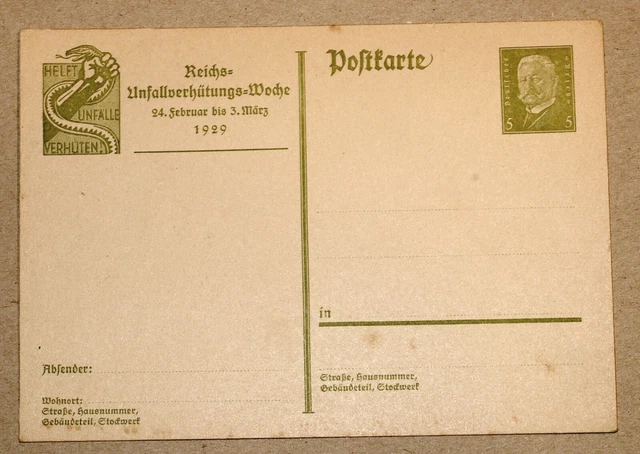 HELFT
UNFÄLLE
VERHÜTEN!
Reichs-
Unfallverhütungs-Woche
24. Februar bis 3. März
1929
Postkarte
Deutsches Reich
5 5
in
Straße, Hausnummer,
Gebäudeteil, Stockwerk
Absender:
Wohnort:
Straße, Hausnummer,
Gebäudeteil, Stockwerk